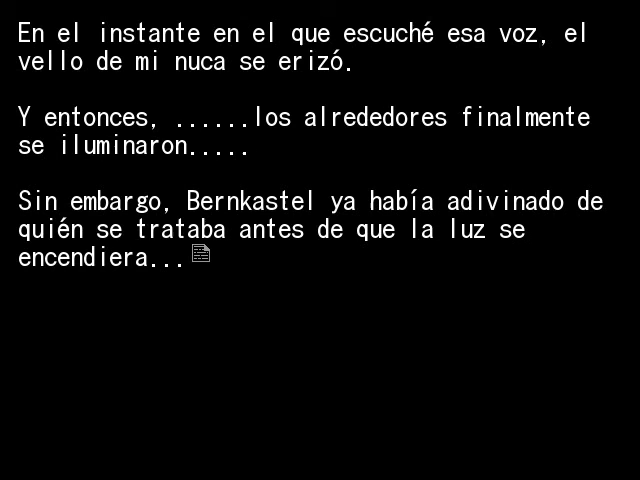 En el instante en el que escuché esa voz, el
vello de mi nuca se erizó.
Y entonces, ......los alrededores finalmente
se iluminaron.....
Sin embargo, Bernkastel ya había adivinado de
quién se trataba antes de que la luz se
encendiera...